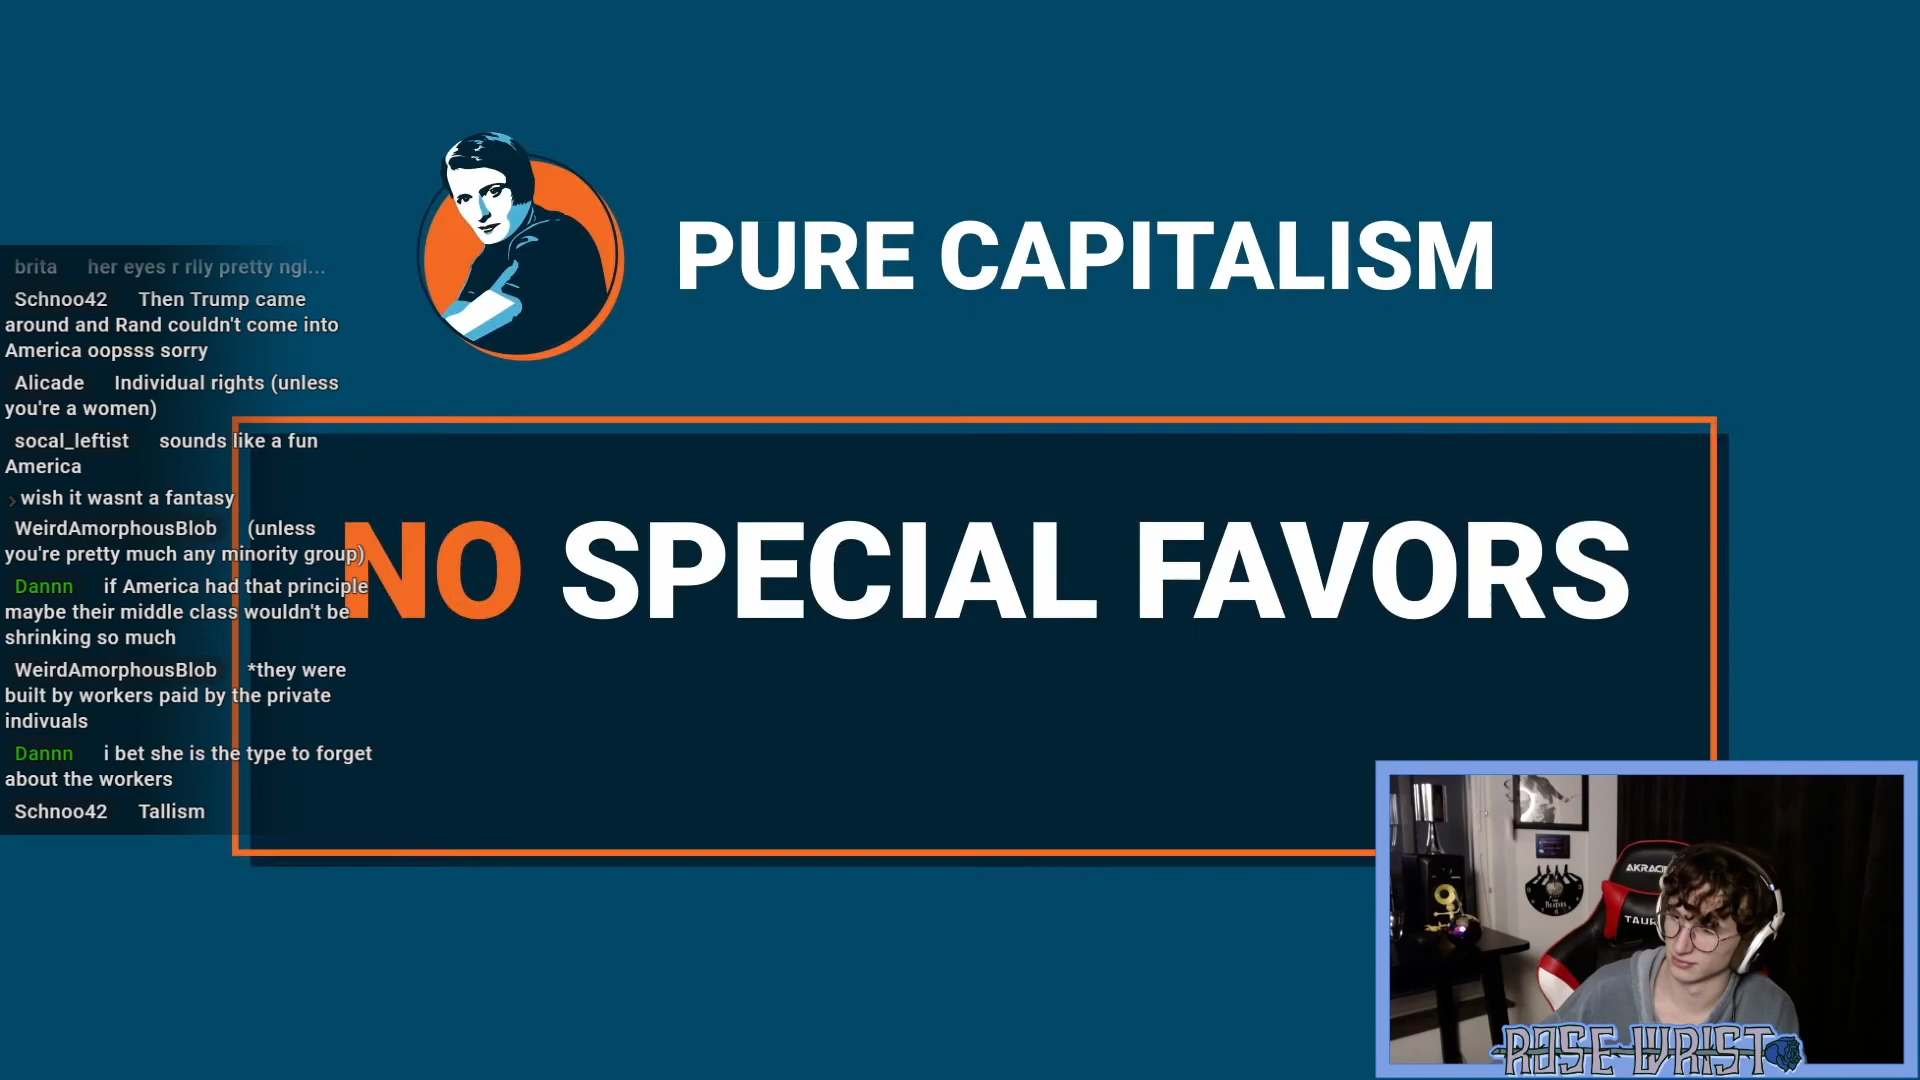 PURE CAPITALISM
NO SPECIAL FAVORS
brita her eyes r rlly pretty ngl...
Schnoo42 Then Trump came
around and Rand couldn't come into
America oopsss sorry
Alicade Individual rights (unless
you're a women)
socal_leftist sounds like a fun
America
wish it wasnt a fantasy
WeirdAmorphousBlob (unless
you're pretty much any minority group)
Dannn if America had that principle
maybe their middle class wouldn't be
shrinking so much
WeirdAmorphousBlob *they were
built by workers paid by the private
indivuals
Dannn i bet she is the type to forget
about the workers
Schnoo42 Tallism
ROSE WRIST